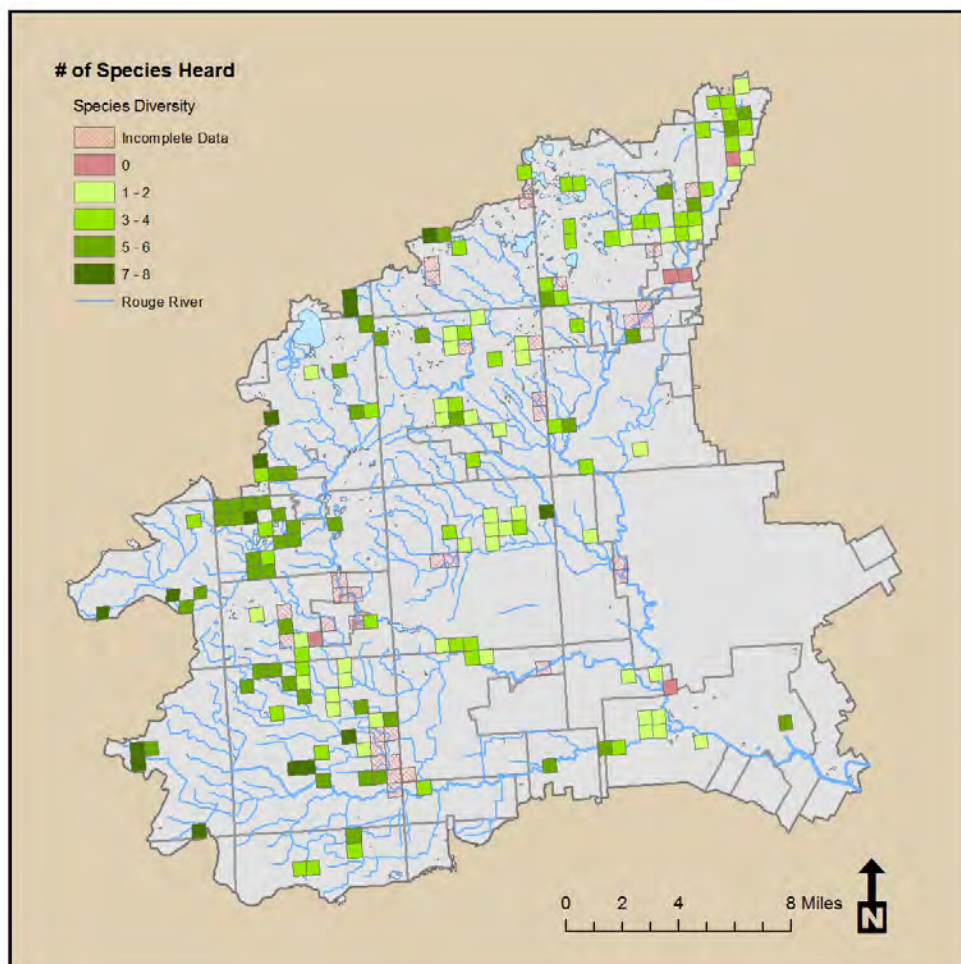 # of Species Heard
Species Diversity
Incomplete Data
0
1 - 2
3 - 4
5 - 6
7 - 8
Rouge River
0 2 4 8 Miles
N